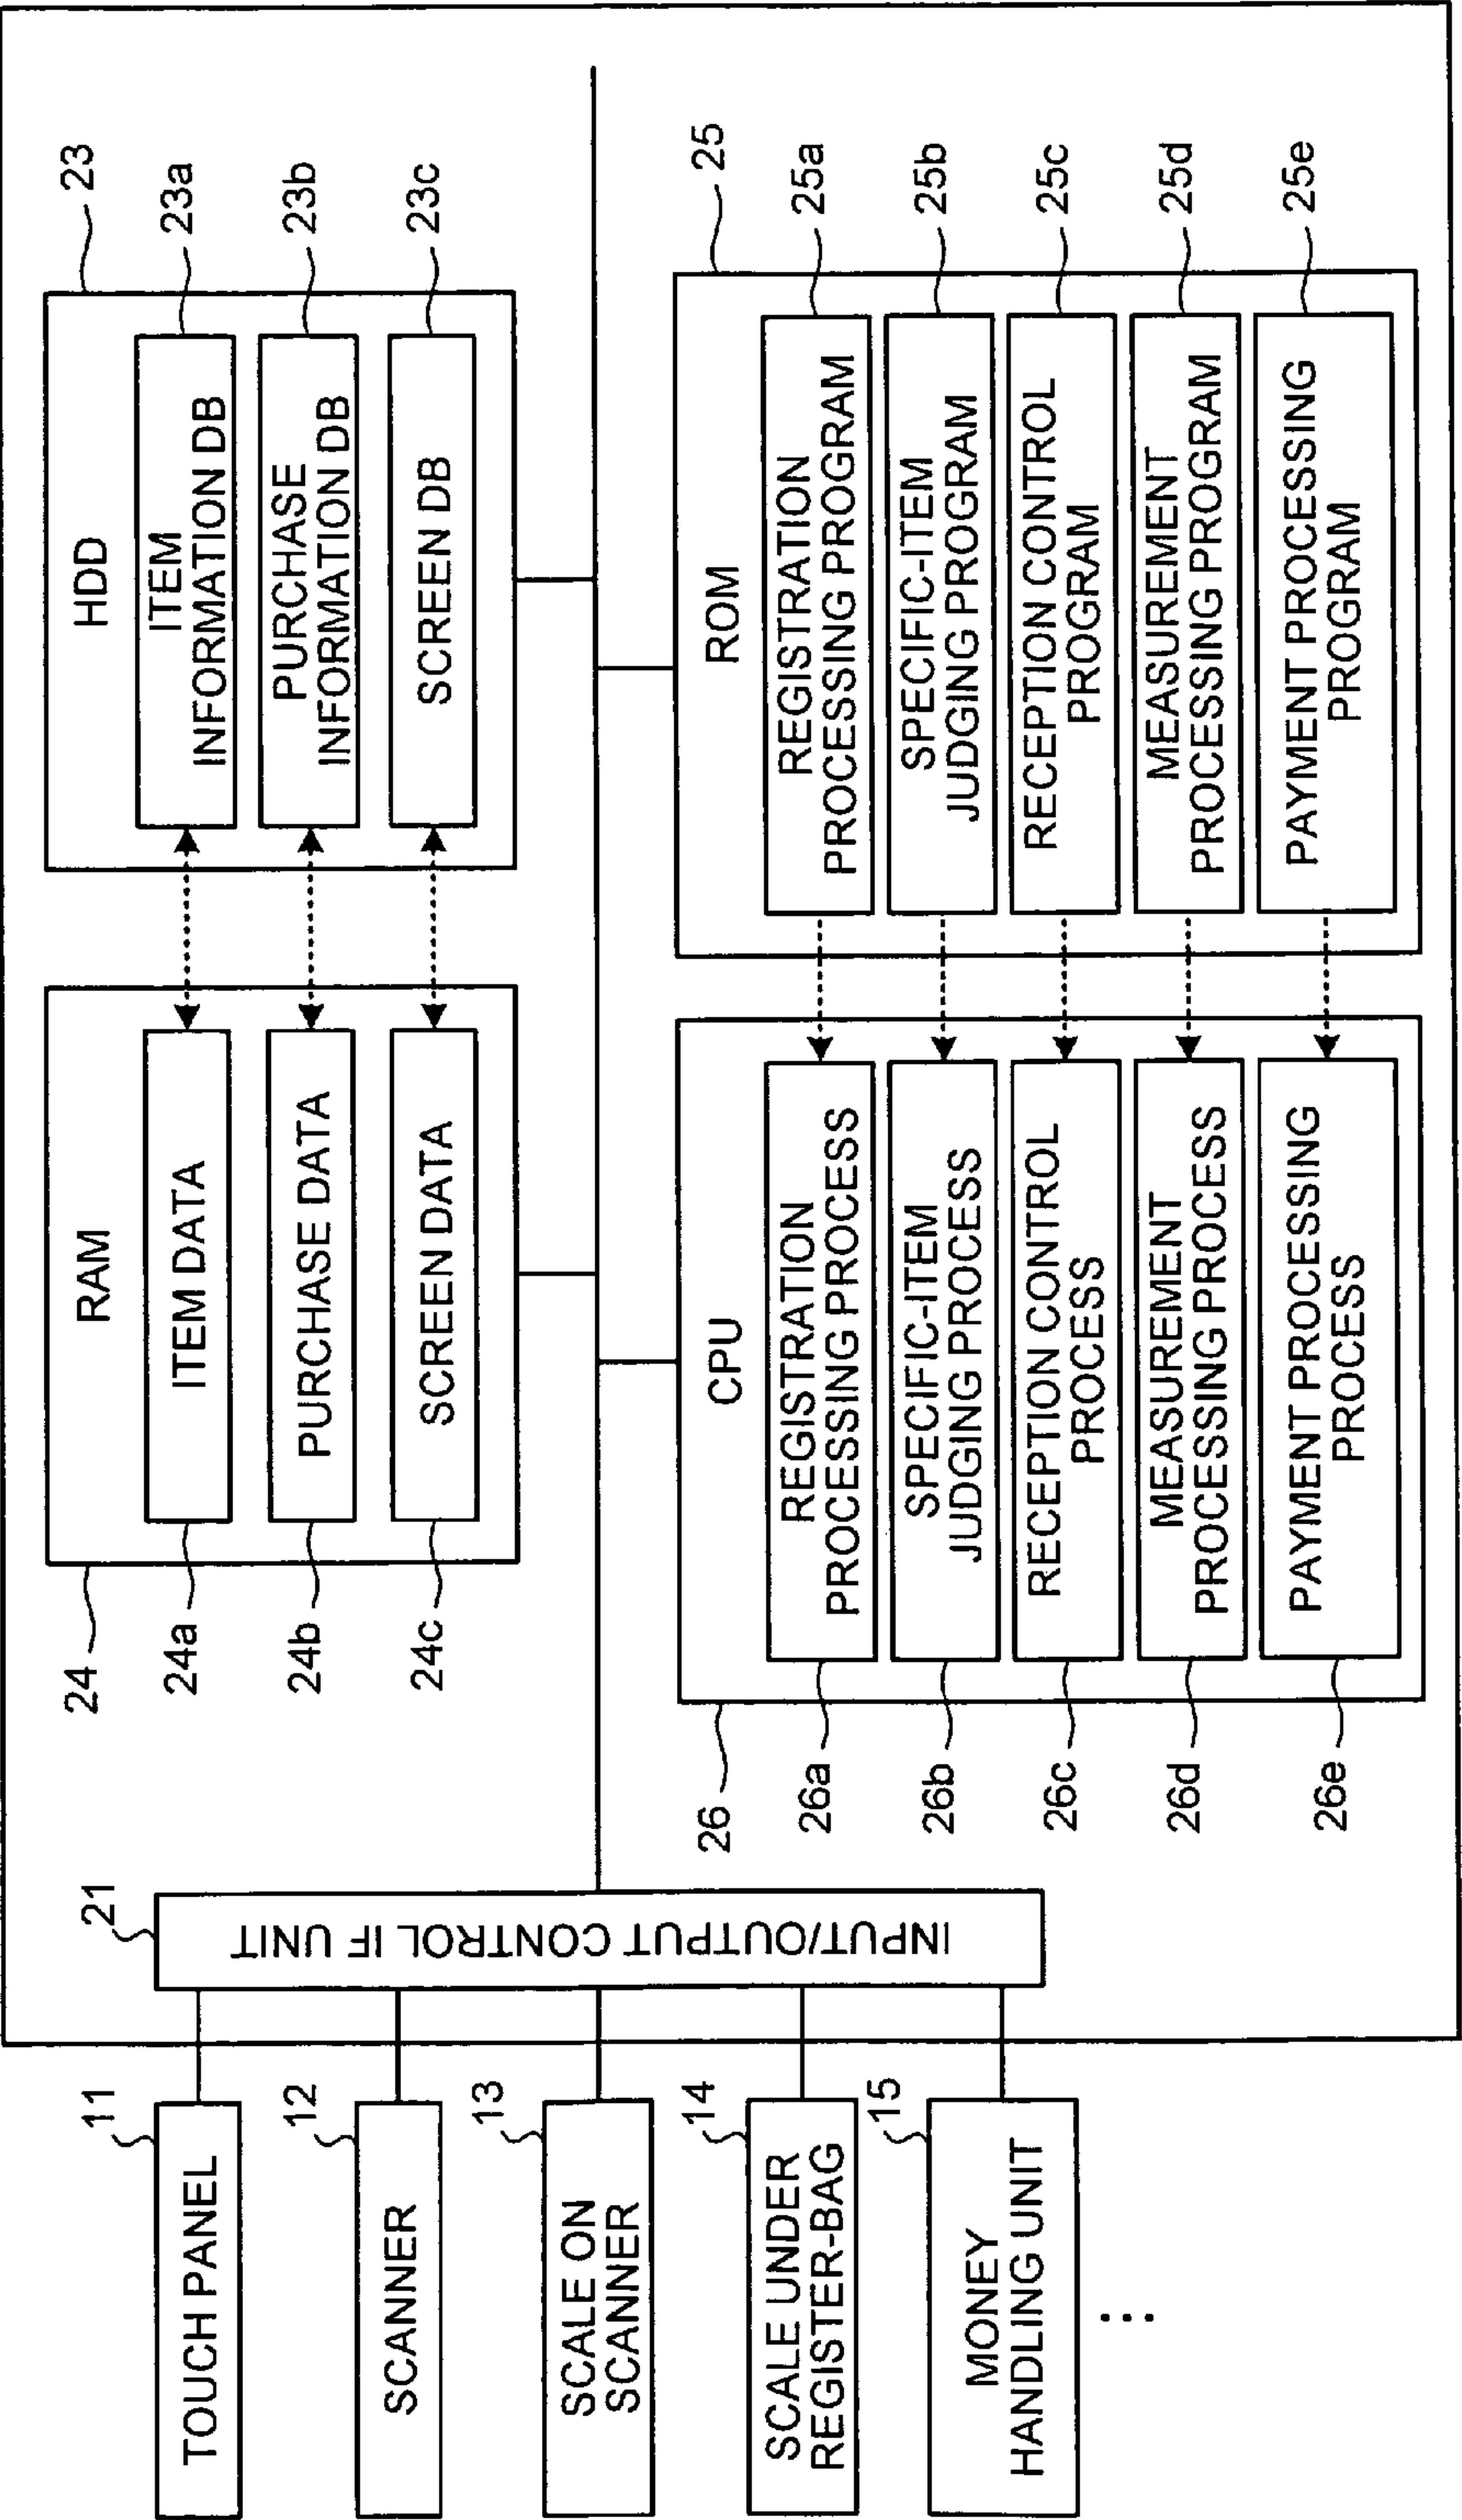 11
TOUCH PANEL
12
SCANNER
13
SCALE ON
SCANNER
14
SCALE UNDER
REGISTER-BAG
15
MONEY
HANDLING UNIT
21
INPUT/OUTPUT CONTROL IF UNIT
24
RAM
24a
ITEM DATA
24b
PURCHASE DATA
24c
SCREEN DATA
23
HDD
23a
ITEM
INFORMATION DB
23b
PURCHASE
INFORMATION DB
23c
SCREEN DB
26
CPU
26a
REGISTRATION
PROCESSING PROCESS
26b
SPECIFIC-ITEM
JUDGING PROCESS
26c
RECEPTION CONTROL
PROCESS
26d
MEASUREMENT
PROCESSING PROCESS
26e
PAYMENT PROCESSING
PROCESS
25
ROM
25a
REGISTRATION
PROCESSING PROGRAM
25b
SPECIFIC-ITEM
JUDGING PROGRAM
25c
RECEPTION CONTROL
PROGRAM
25d
MEASUREMENT
PROCESSING PROGRAM
25e
PAYMENT PROCESSING
PROGRAM